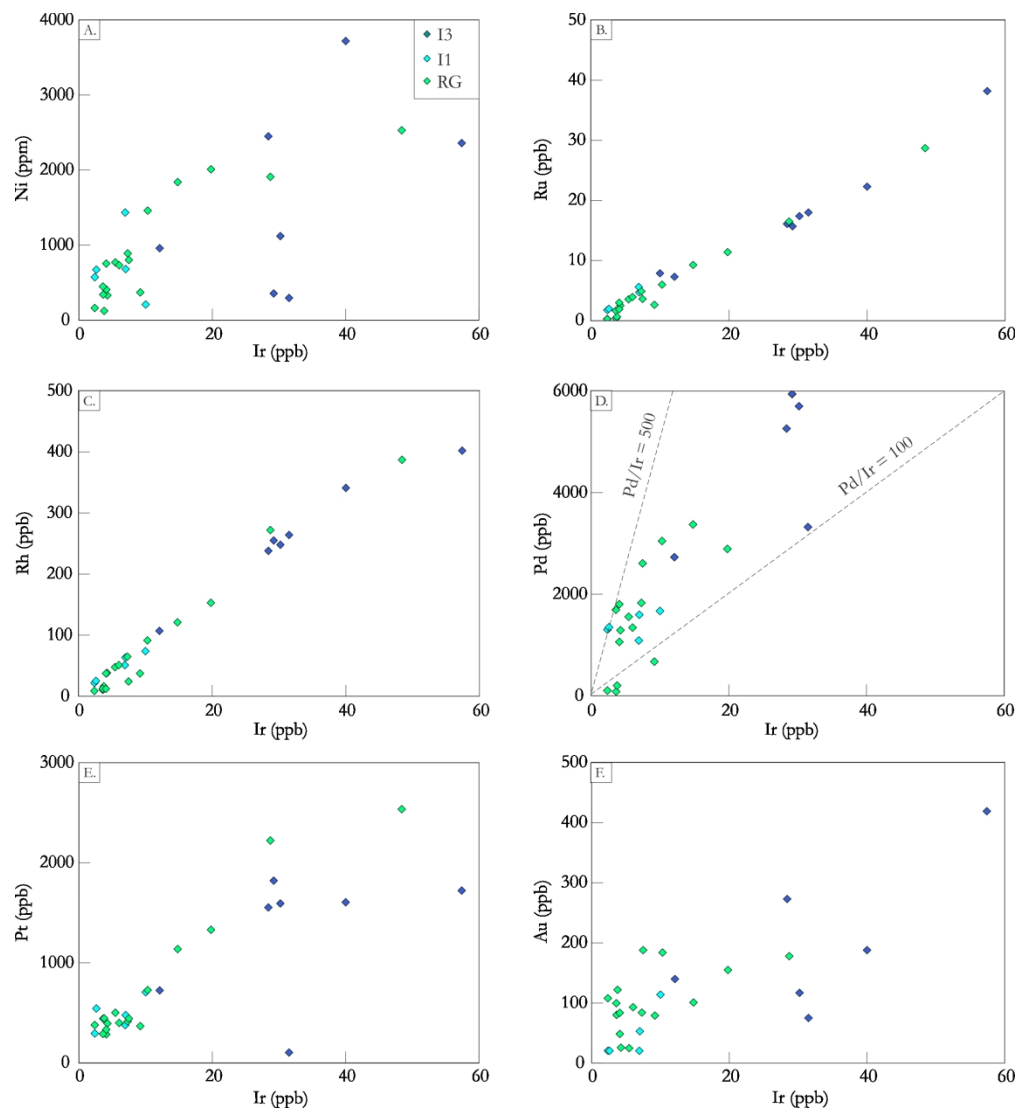 A.
I3
I1
RG
4000
3000
2000
1000
0
Ni (ppm)
0
20
40
60
Ir (ppb)
B.
50
40
30
20
10
0
Ru (ppb)
0
20
40
60
Ir (ppb)
C.
500
400
300
200
100
0
Rh (ppb)
0
20
40
60
Ir (ppb)
D.
6000
4000
2000
0
Pd (ppb)
Pd/Ir = 500
Pd/Ir = 100
0
20
40
60
Ir (ppb)
E.
3000
2000
1000
0
Pt (ppb)
0
20
40
60
Ir (ppb)
F.
500
400
300
200
100
0
Au (ppb)
0
20
40
60
Ir (ppb)